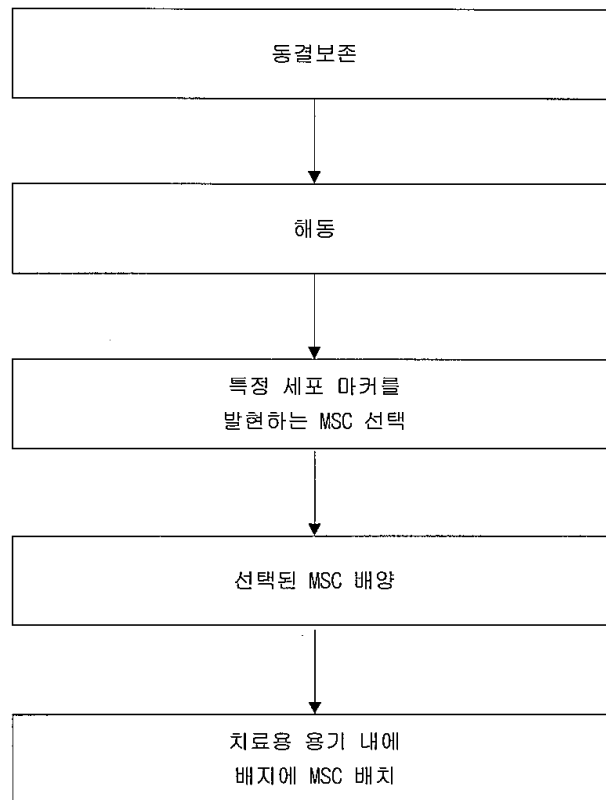 동결보존
해동
특정 세포 마커를
발현하는 MSC 선택
선택된 MSC 배양
치료용 용기 내에
배지에 MSC 배치